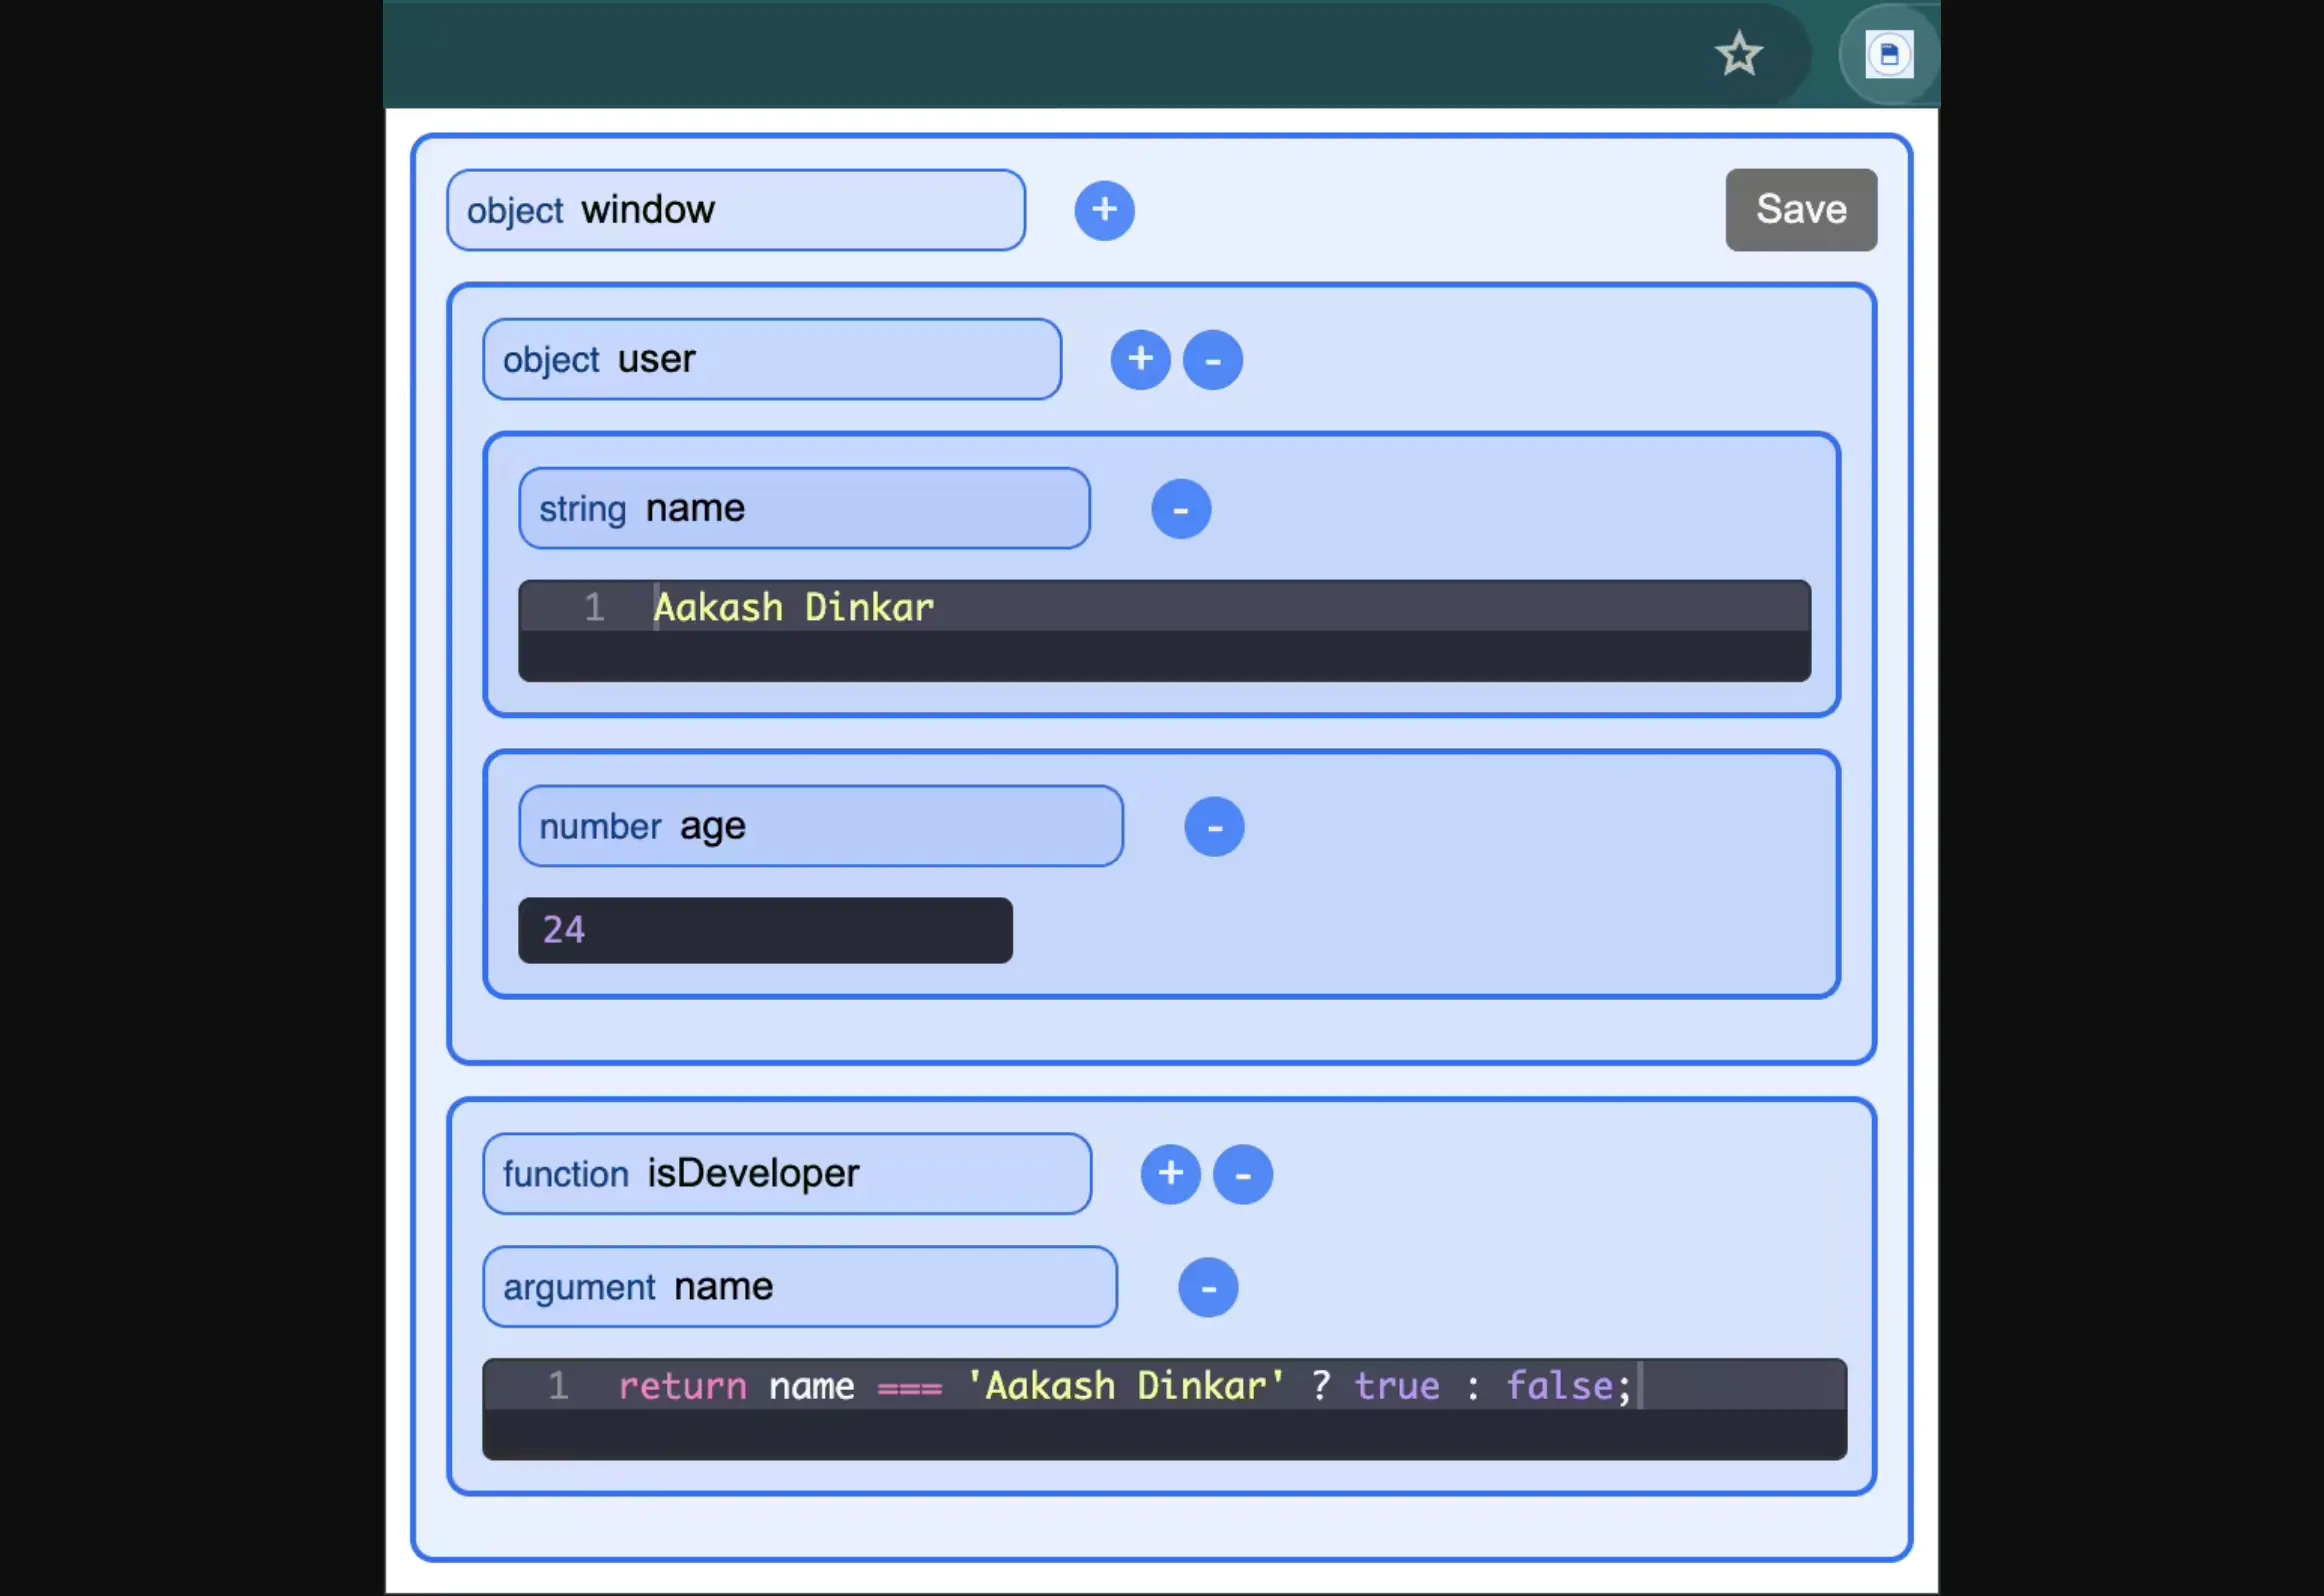 object window + Save
object user + -
string name -
1 Aakash Dinkar
number age -
24
function isDeveloper + -
argument name -
1 return name === 'Aakash Dinkar' ? true : false;